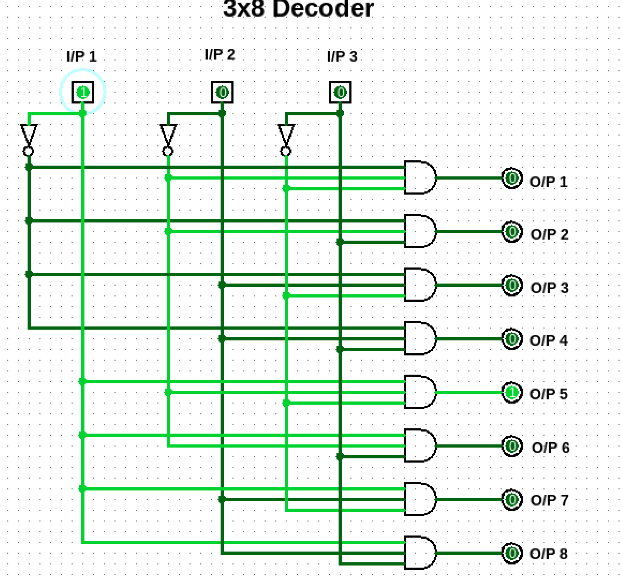 3x8 Decoder
I/P 1
I/P 2
I/P 3
1
0
0
0
O/P 1
0
O/P 2
0
O/P 3
0
O/P 4
1
O/P 5
0
O/P 6
0
O/P 7
0
O/P 8